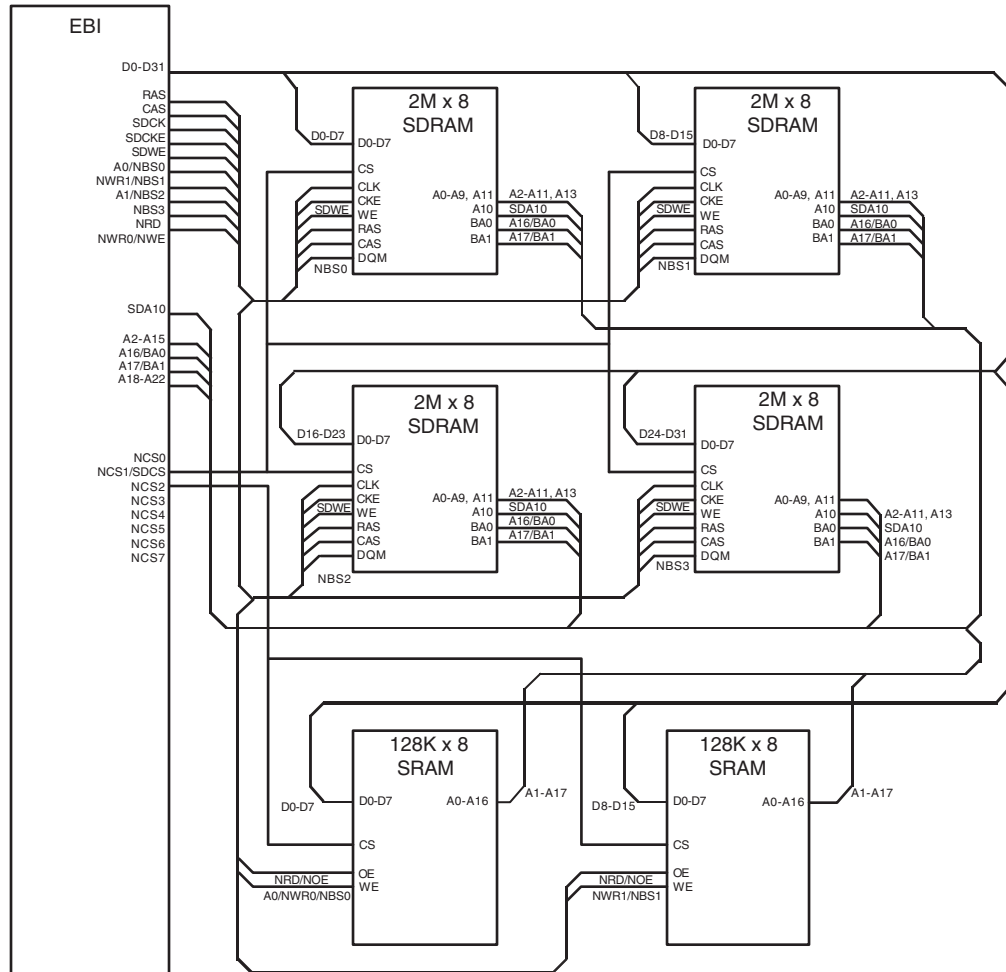 EBI
D0-D31
RAS
CAS
SDCK
SDCKE
SDWE
A0/NBS0
NWR1/NBS1
A1/NBS2
NBS3
NRD
NWR0/NWE
SDA10
A2-A15
A16/BA0
A17/BA1
A18-A22
NCS0
NCS1/SDCS
NCS2
NCS3
NCS4
NCS5
NCS6
NCS7
2M x 8
SDRAM
D0-D7
D0-D7
CS
CLK
CKE
SDWE
WE
RAS
CAS
DQM
NBS0
A0-A9, A11
A10
BA0
BA1
A2-A11, A13
SDA10
A16/BA0
A17/BA1
2M x 8
SDRAM
D8-D15
D0-D7
CS
CLK
CKE
SDWE
WE
RAS
CAS
DQM
NBS1
A0-A9, A11
A10
BA0
BA1
A2-A11, A13
SDA10
A16/BA0
A17/BA1
2M x 8
SDRAM
D16-D23
D0-D7
CS
CLK
CKE
SDWE
WE
RAS
CAS
DQM
NBS2
A0-A9, A11
A10
BA0
BA1
A2-A11, A13
SDA10
A16/BA0
A17/BA1
2M x 8
SDRAM
D24-D31
D0-D7
CS
CLK
CKE
SDWE
WE
RAS
CAS
DQM
NBS3
A0-A9, A11
A10
BA0
BA1
A2-A11, A13
SDA10
A16/BA0
A17/BA1
128K x 8
SRAM
D0-D7
D0-D7
A0-A16
A1-A17
CS
OE
NRD/NOE
WE
A0/NWR0/NBS0
128K x 8
SRAM
D8-D15
D0-D7
A0-A16
A1-A17
CS
OE
NRD/NOE
WE
NWR1/NBS1